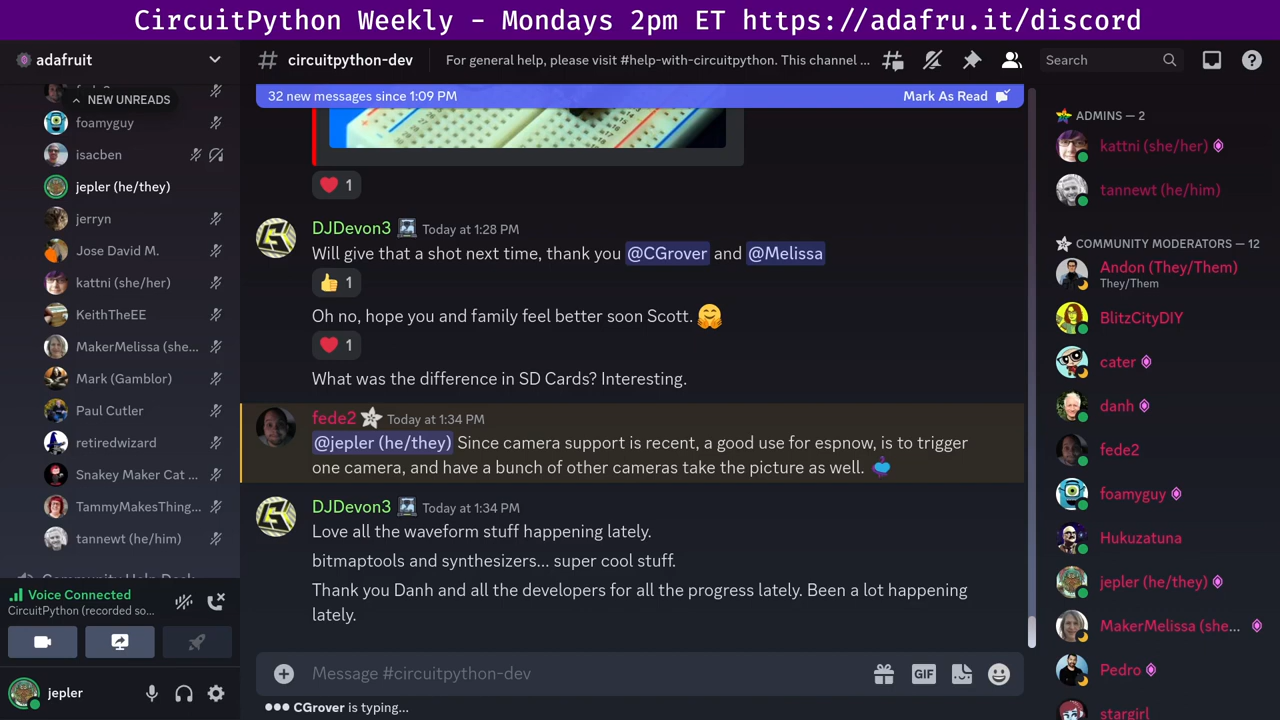 CircuitPython Weekly - Mondays 2pm ET https://adafru.it/discord
adafruit
NEW UNREADS
foamyguy
isacben
jepler (he/they)
jerryn
Jose David M.
kattni (she/her)
KeithTheEE
MakerMelissa (she...
Mark (Gamblor)
Paul Cutler
retiredwizard
Snakey Maker Cat ...
TammyMakesThing...
tannewt (he/him)
Voice Connected
CircuitPython (recorded so...
jepler
circuitpython-dev
For general help, please visit #help-with-circuitpython. This channel ...
Search
32 new messages since 1:09 PM
Mark As Read
1
DJDevon3 Today at 1:28 PM
Will give that a shot next time, thank you @CGrover and @Melissa
1
Oh no, hope you and family feel better soon Scott.
1
What was the difference in SD Cards? Interesting.
fede2 Today at 1:34 PM
@jepler (he/they) Since camera support is recent, a good use for espnow, is to trigger
one camera, and have a bunch of other cameras take the picture as well.
DJDevon3 Today at 1:34 PM
Love all the waveform stuff happening lately.
bitmaptools and synthesizers... super cool stuff.
Thank you Danh and all the developers for all the progress lately. Been a lot happening
lately.
Message #circuitpython-dev
GIF
CGrover is typing...
ADMINS — 2
kattni (she/her)
tannewt (he/him)
COMMUNITY MODERATORS — 12
Andon (They/Them)
They/Them
BlitzCityDIY
cater
danh
fede2
foamyguy
Hukuzatuna
jepler (he/they)
MakerMelissa (she...
Pedro
stargirl